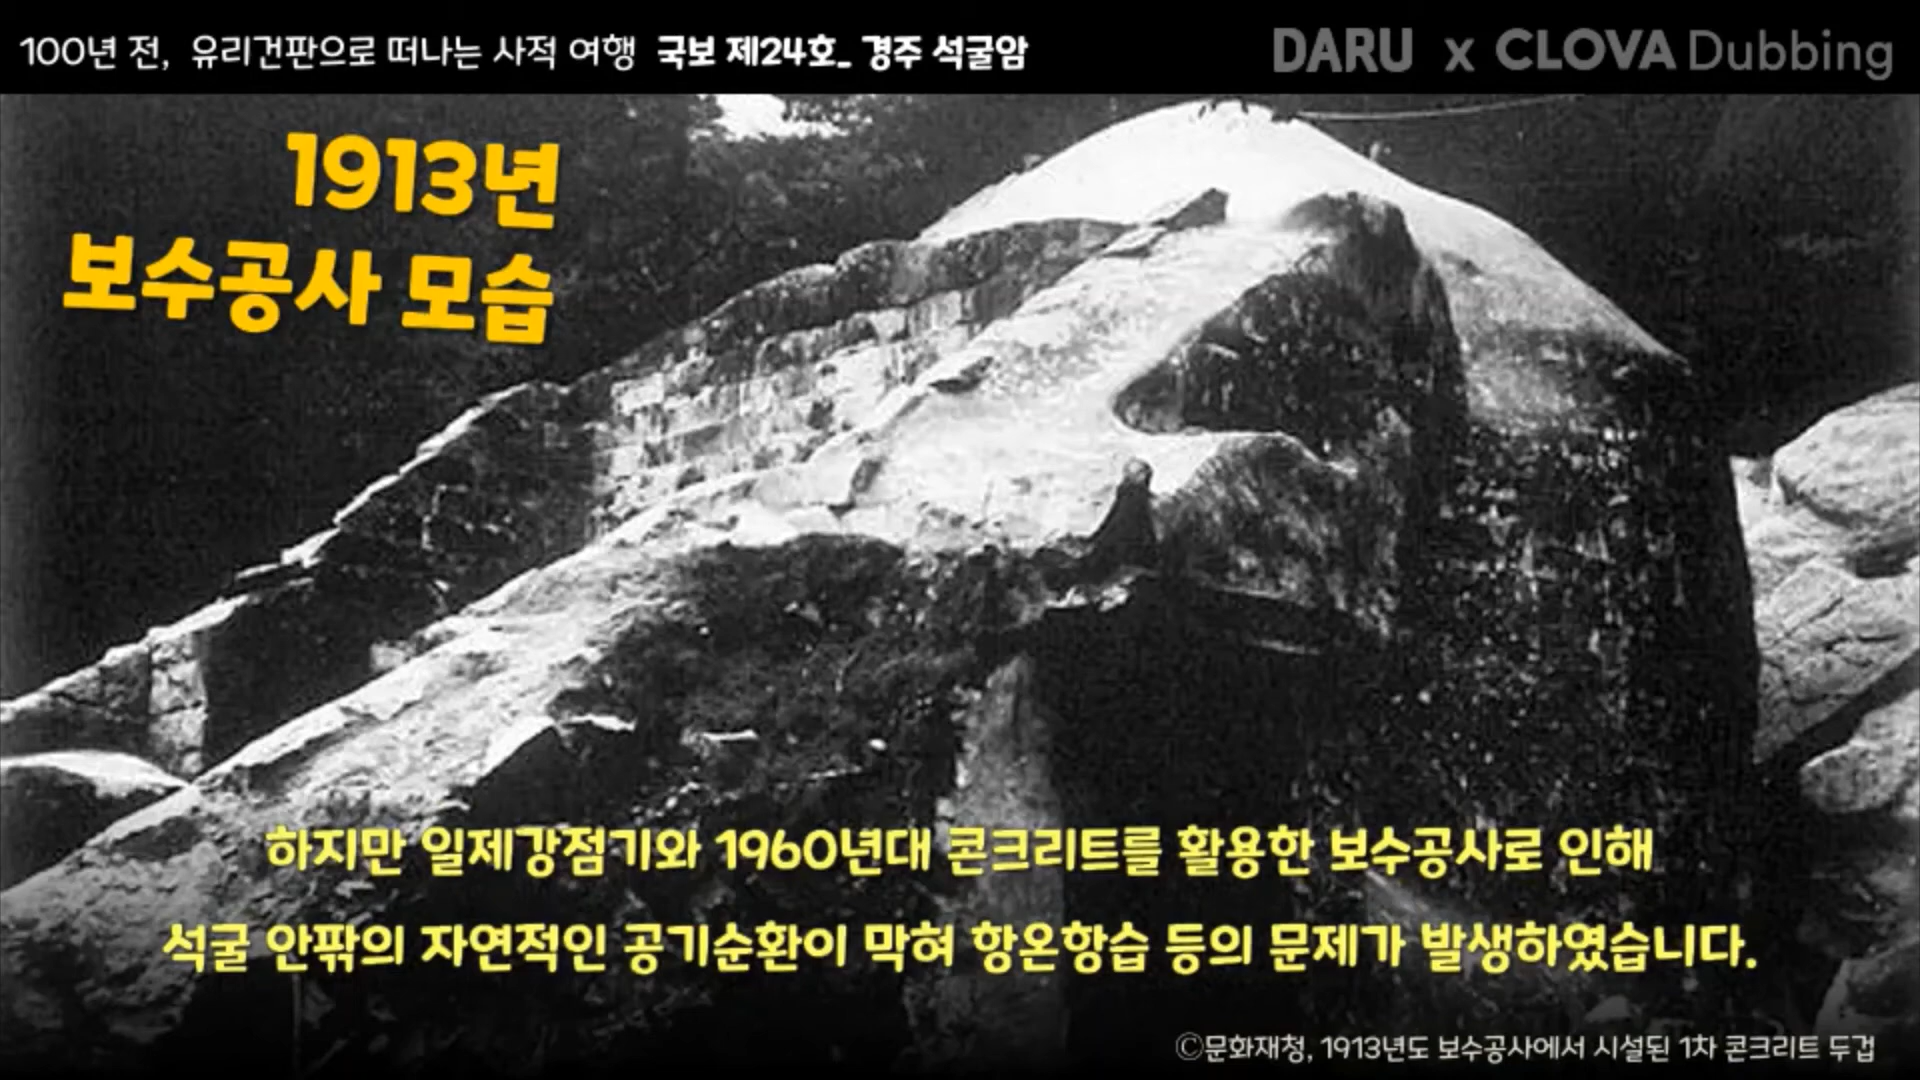 100년 전, 유리건판으로 떠나는 사적 여행 국보 제24호_ 경주 석굴암
DARU x CLOVA Dubbing
1913년
보수공사 모습
하지만 일제강점기와 1960년대 콘크리트를 활용한 보수공사로 인해
석굴 안팎의 자연적인 공기순환이 막혀 항온항습 등의 문제가 발생하였습니다.
©문화재청, 1913년도 보수공사에서 시설된 1차 콘크리트 두겁